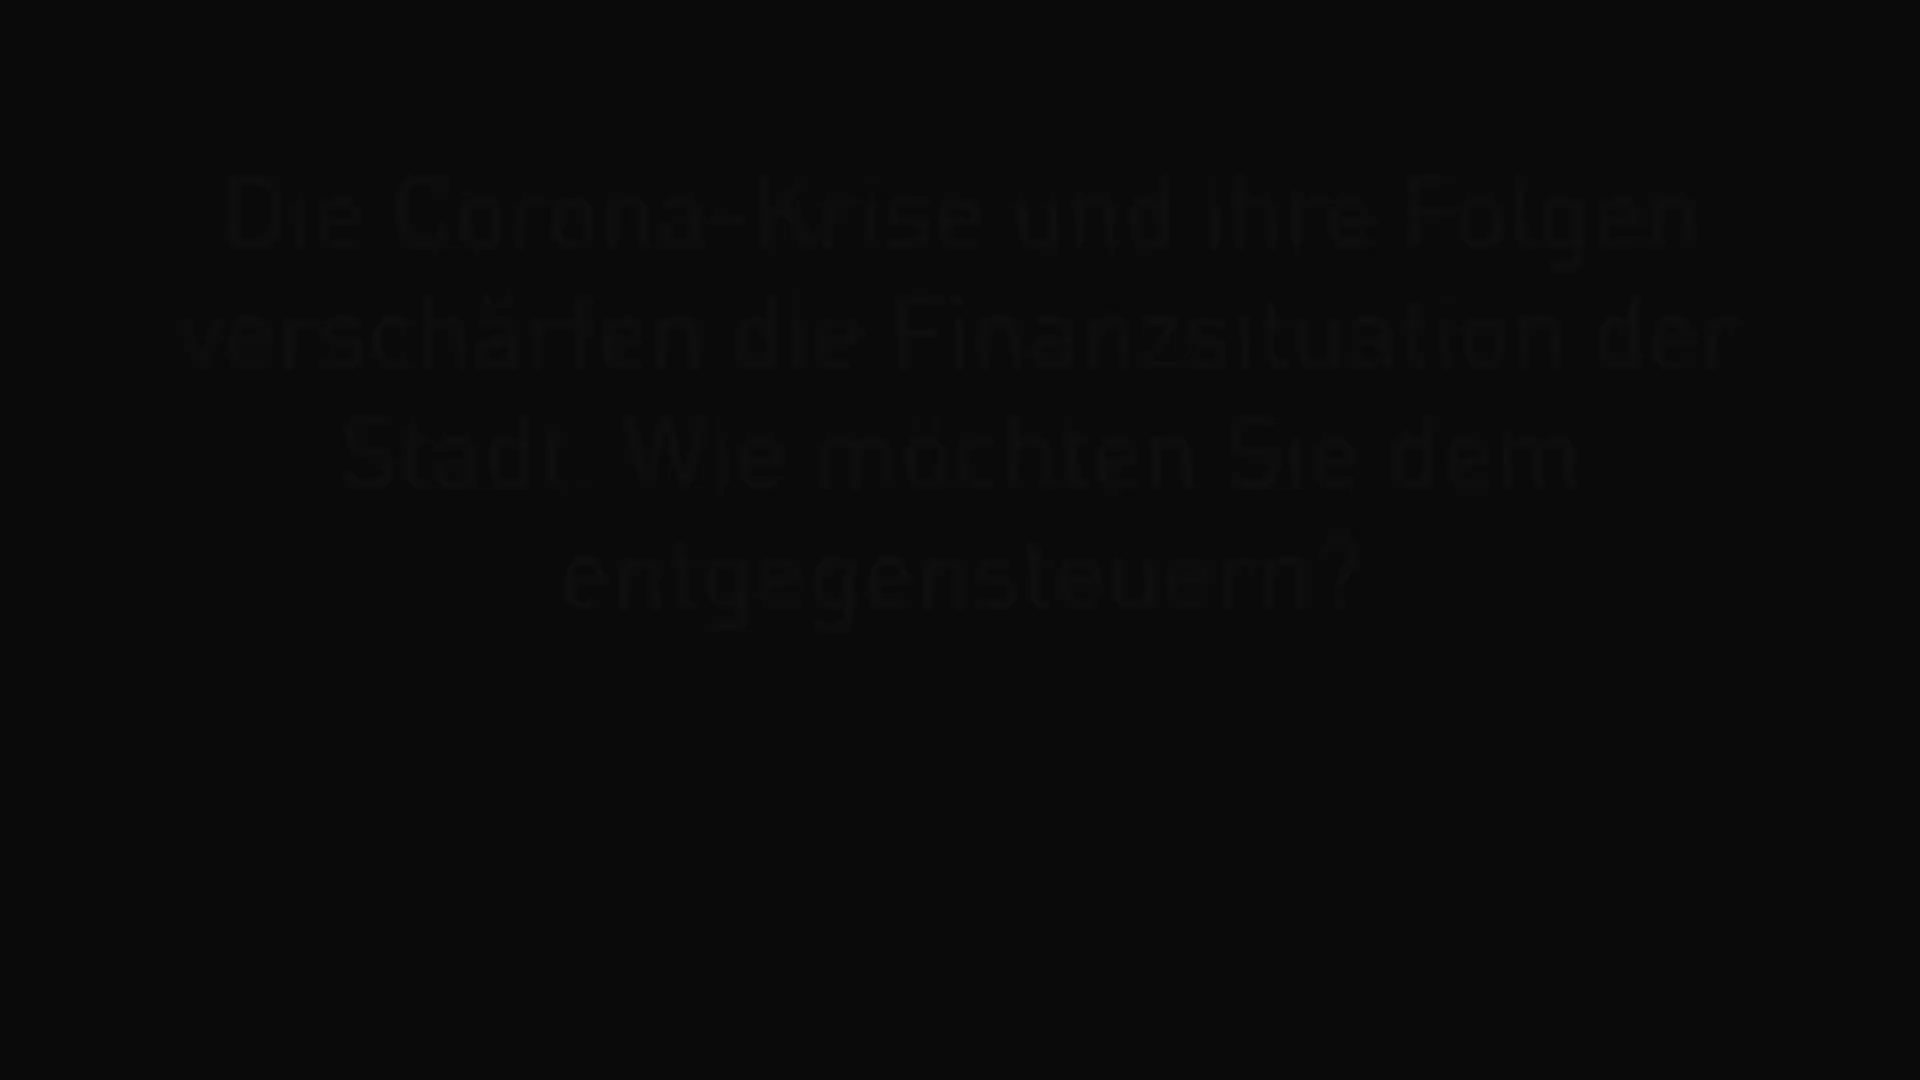 Die Corona-Krise und ihre Folgen
verschärfen die Finanzsituation der
Stadt. Wie möchten Sie dem
entgegensteuern?